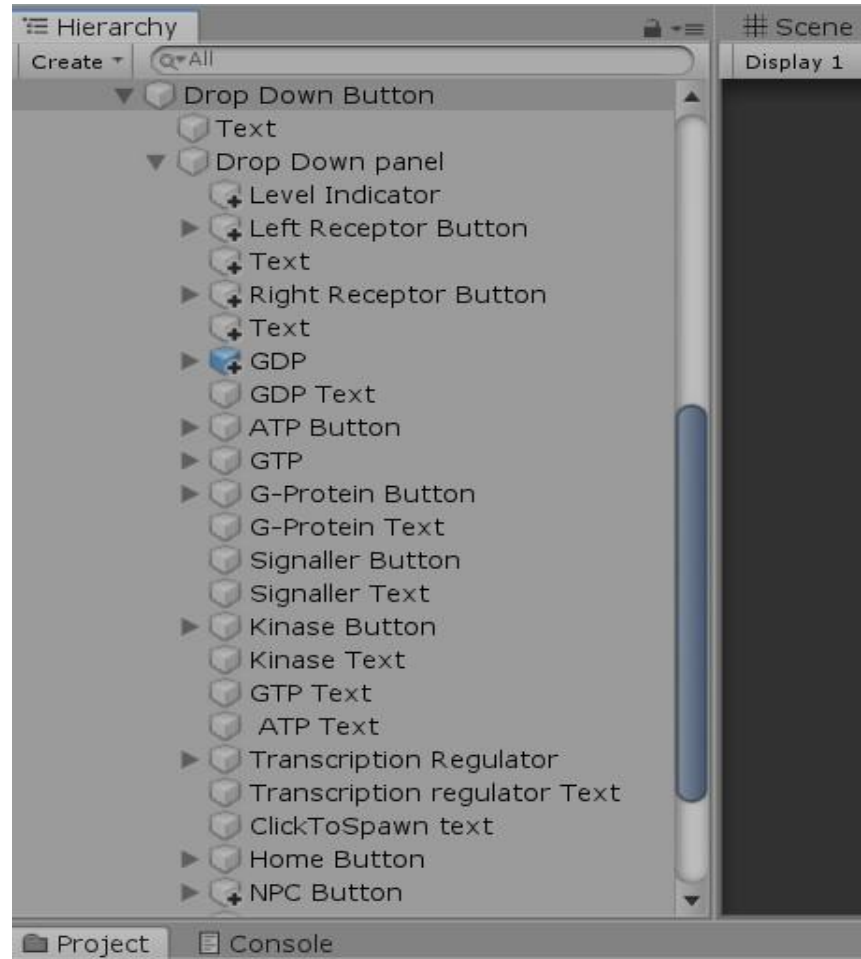 Hierarchy
# Scene
Create
All
Display 1
Drop Down Button
Text
Drop Down panel
Level Indicator
Left Receptor Button
Text
Right Receptor Button
Text
GDP
GDP Text
ATP Button
GTP
G-Protein Button
G-Protein Text
Signaller Button
Signaller Text
Kinase Button
Kinase Text
GTP Text
ATP Text
Transcription Regulator
Transcription regulator Text
ClickToSpawn text
Home Button
NPC Button
Project
Console